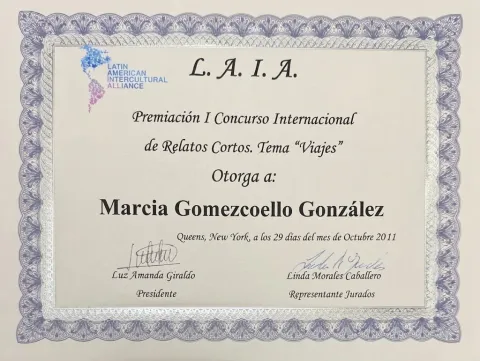 LATIN
AMERICAN
INTERCULTURAL
ALLIANCE
L. A. I. A.
Premiación I Concurso Internacional
de Relatos Cortos. Tema “Viajes”
Otorga a:
Marcia Gomezcoello González
Queens, New York, a los 29 días del mes de Octubre 2011
Luz Amanda Giraldo
Linda Morales Caballero
Presidente
Representante Jurados